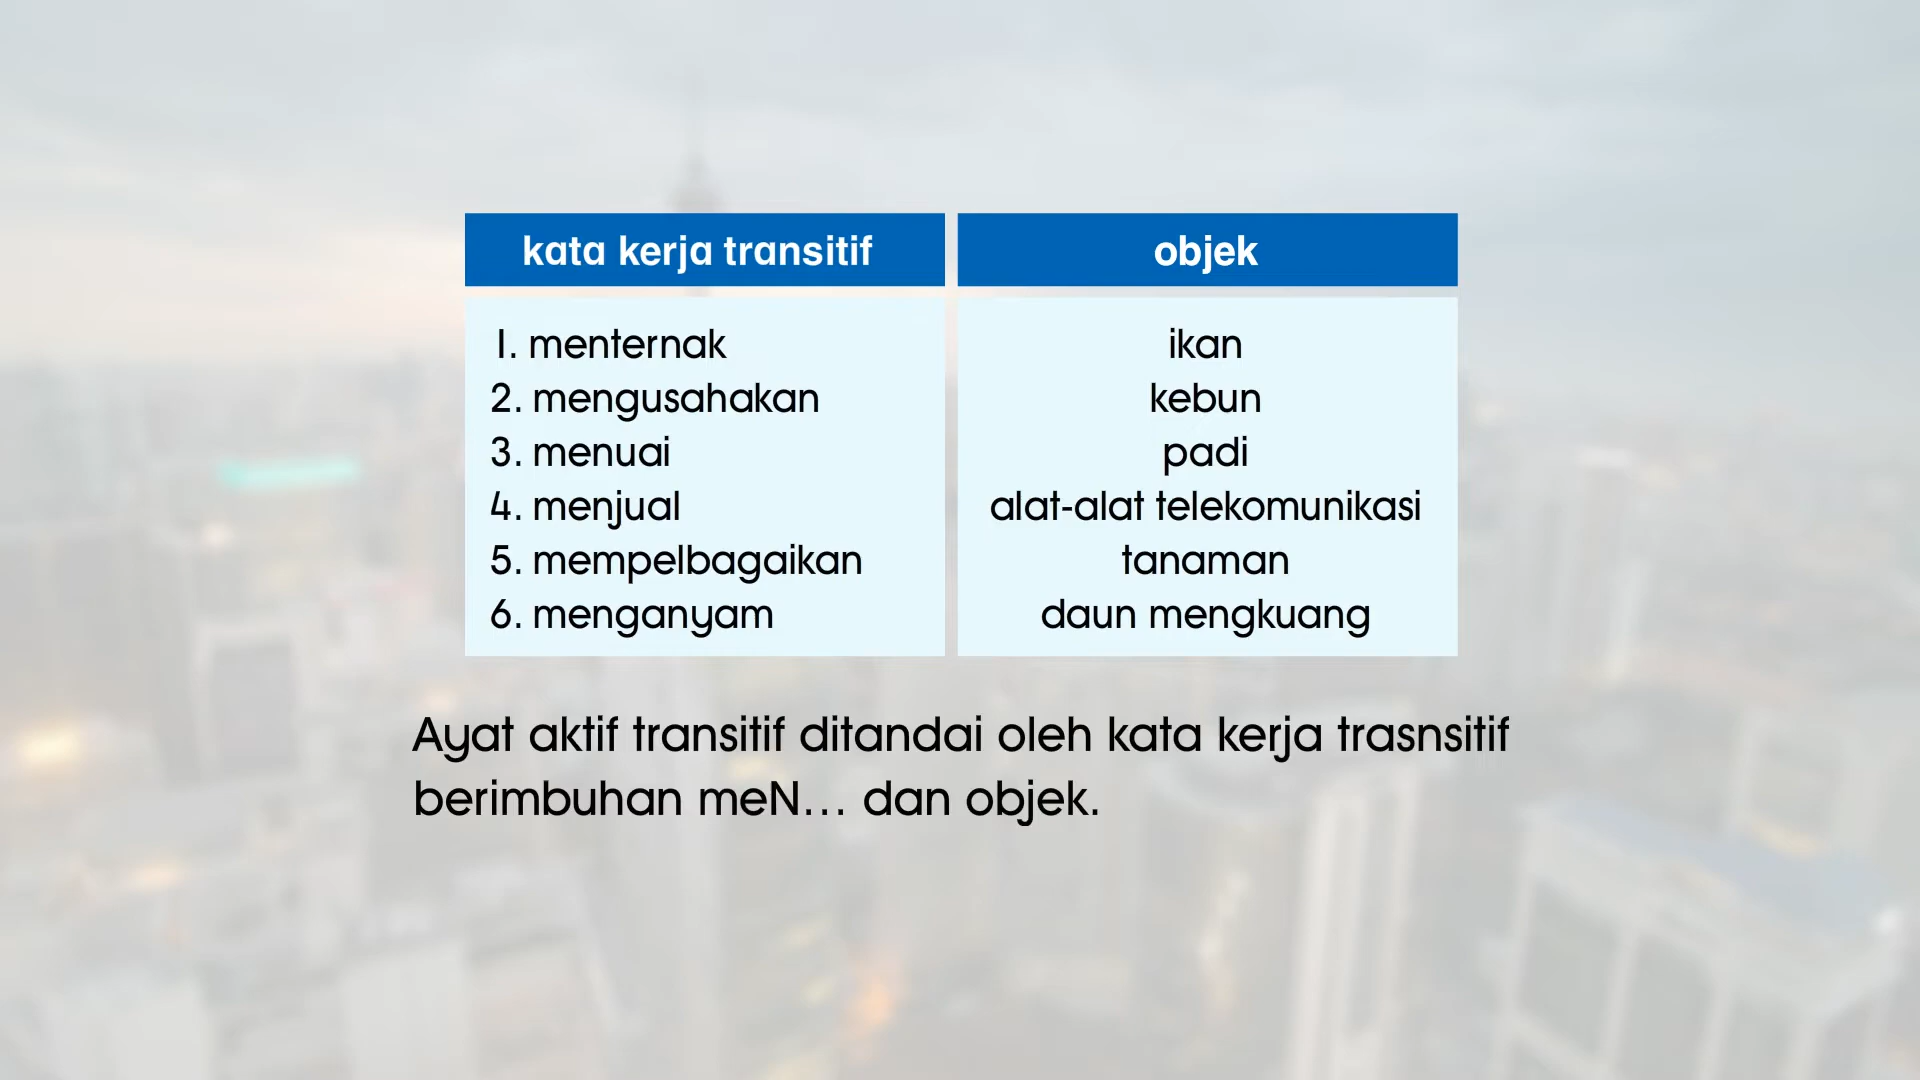 kata kerja transitif objek
1. menternak ikan
2. mengusahakan kebun
3. menuai padi
4. menjual alat-alat telekomunikasi
5. mempelbagaikan tanaman
6. menganyam daun mengkuang
Ayat aktif transitif ditandai oleh kata kerja trasnsitif
berimbuhan meN... dan objek.